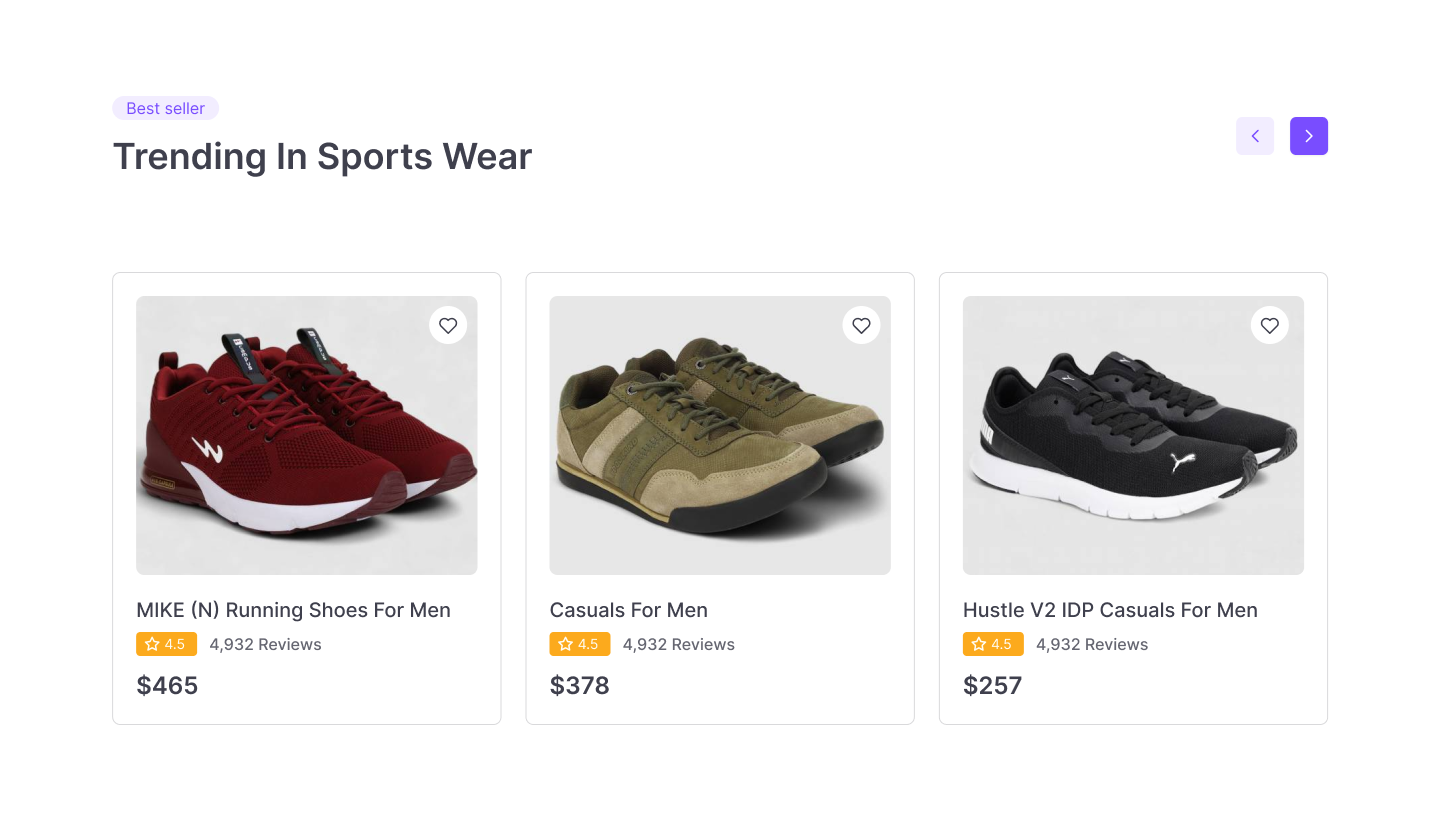 Best seller
Trending In Sports Wear
MIKE (N) Running Shoes For Men
4.5 4,932 Reviews
$465
Casuals For Men
4.5 4,932 Reviews
$378
Hustle V2 IDP Casuals For Men
4.5 4,932 Reviews
$257